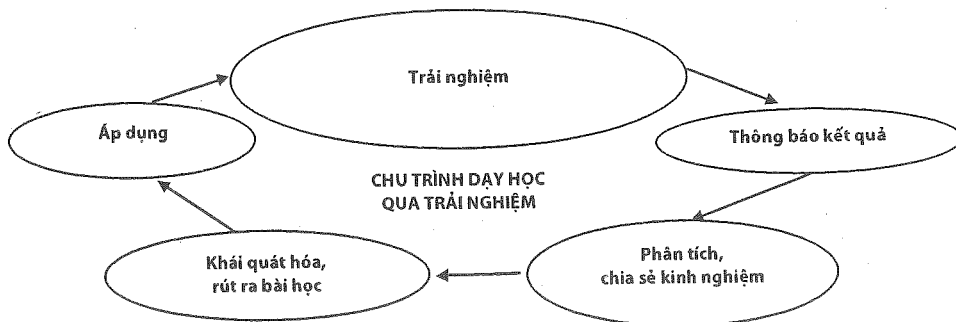 Trải nghiệm
Áp dụng
Thông báo kết quả
CHU TRÌNH DẠY HỌC
QUA TRẢI NGHIỆM
Khái quát hóa,
rút ra bài học
Phân tích,
chia sẻ kinh nghiệm